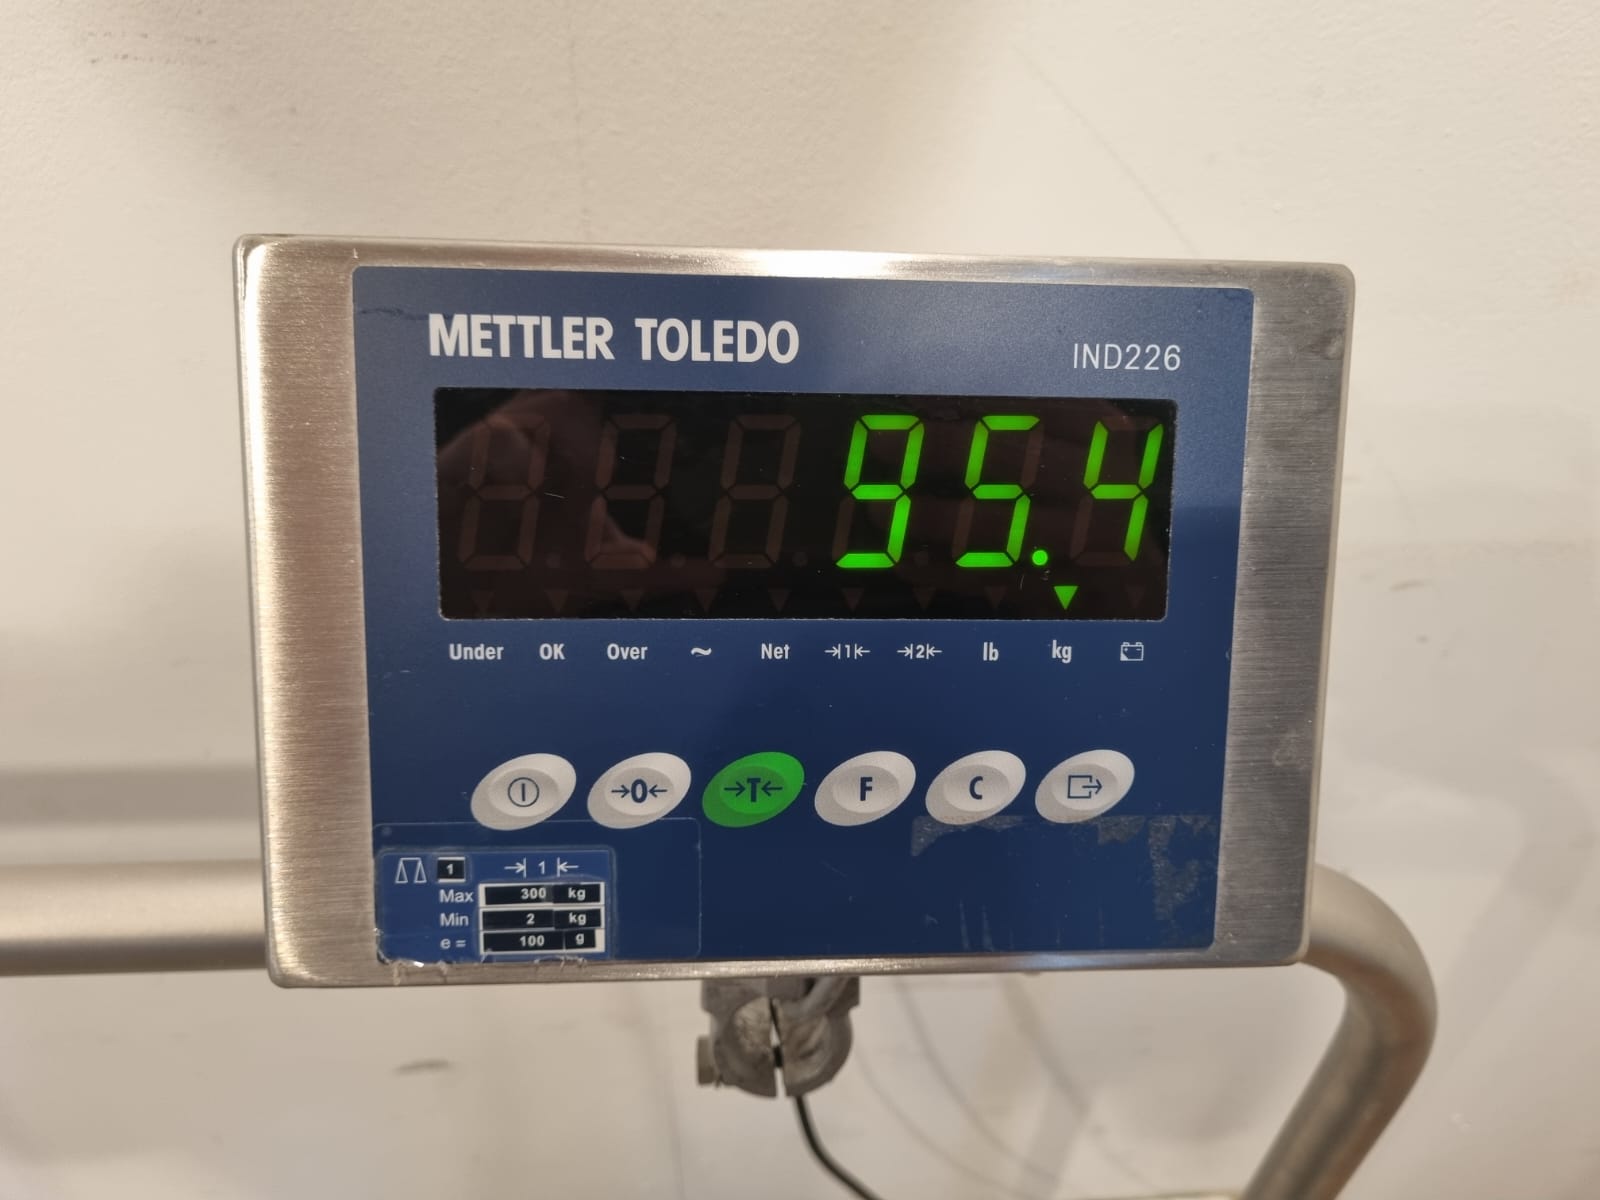 METTLER TOLEDO
IND226
95.4
Under OK Over ~ Net →|1|← →|2|← lb kg
→0← →T← F C
1 →| 1 |←
Max 300 kg
Min 2 kg
e = 100 g